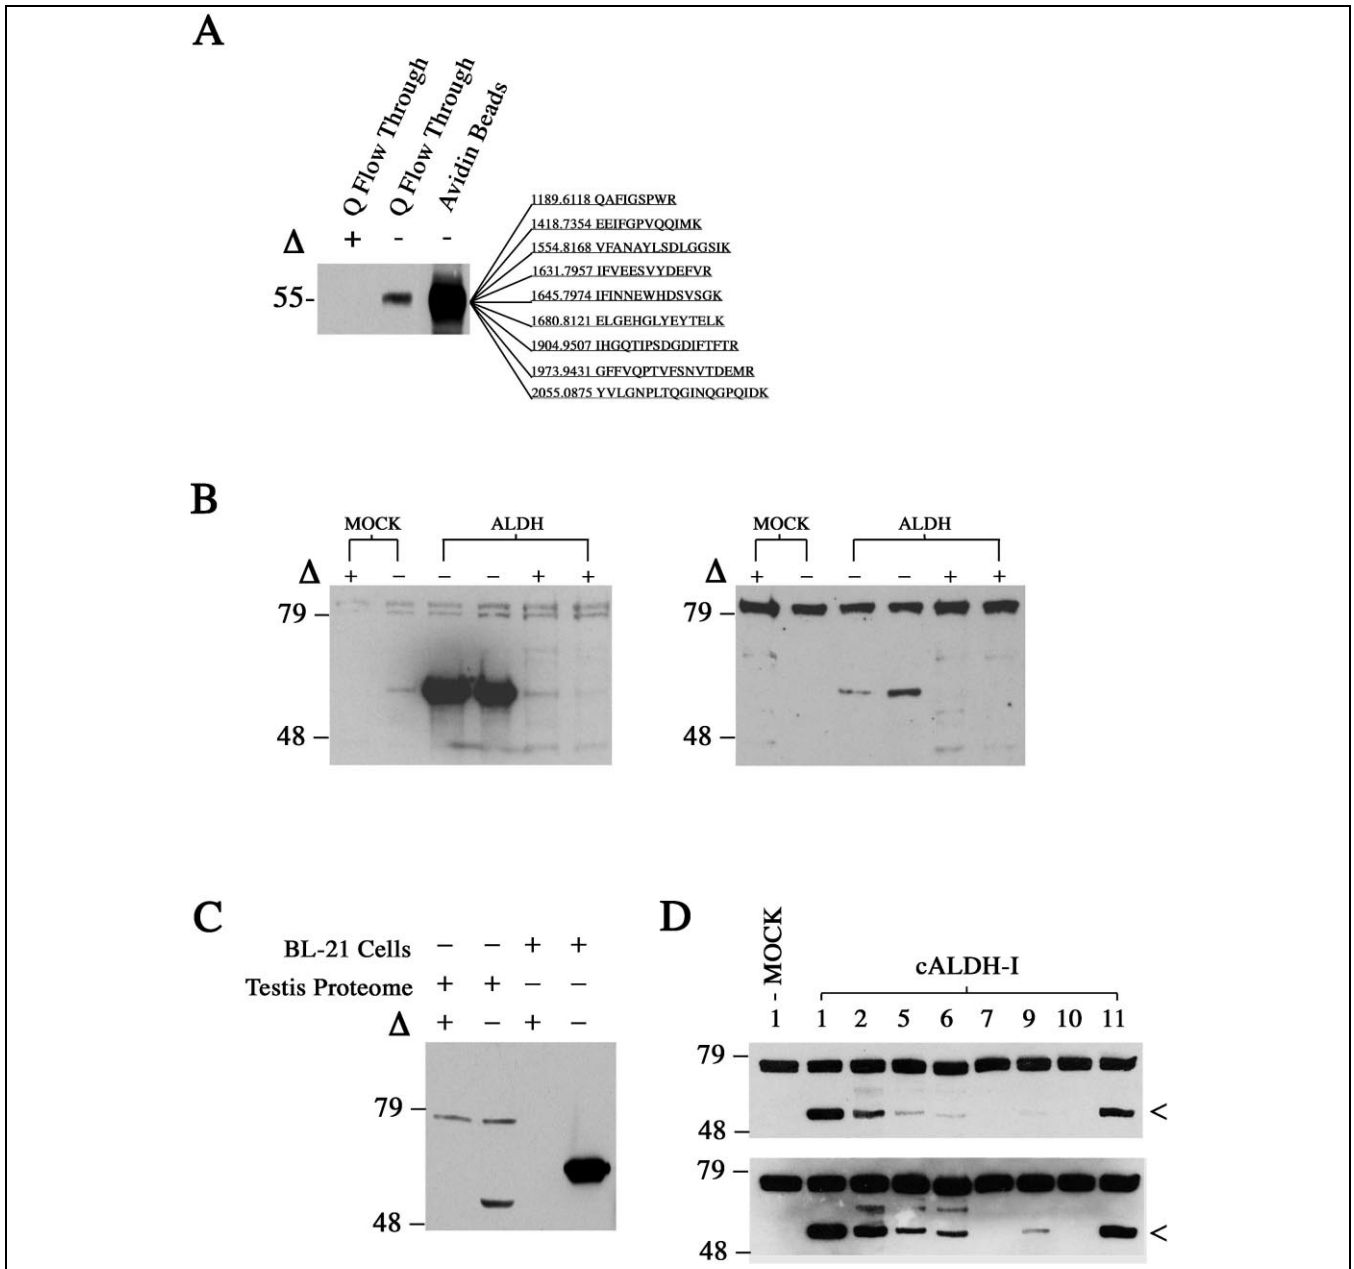 A
Q Flow Through
Q Flow Through
Avidin Beads
Δ + - -
55-
1189.6118 QAFIGSPWR
1418.7354 EEIFGPVQQIMK
1554.8168 VFANAYLSDLGGSIK
1631.7957 IFVEESVYDEFVR
1645.7974 IFINNEWHDSVSGK
1680.8121 ELGEHGLYEYTELK
1904.9507 IHGQTIPSDGDIFTFTR
1973.9431 GFFVQPTVFSNVTDEMR
2055.0875 YVLGNPLTQGINQGPQIDK
B
MOCK ALDH
Δ + – – – + +
79 –
48 –
MOCK ALDH
Δ + – – – + +
79 –
48 –
C
BL-21 Cells – – + +
Testis Proteome + + – –
Δ + – + –
79 –
48 –
D
MOCK
cALDH-I
1 1 2 5 6 7 9 10 11
79 –
<
48 –
79 –
<
48 –